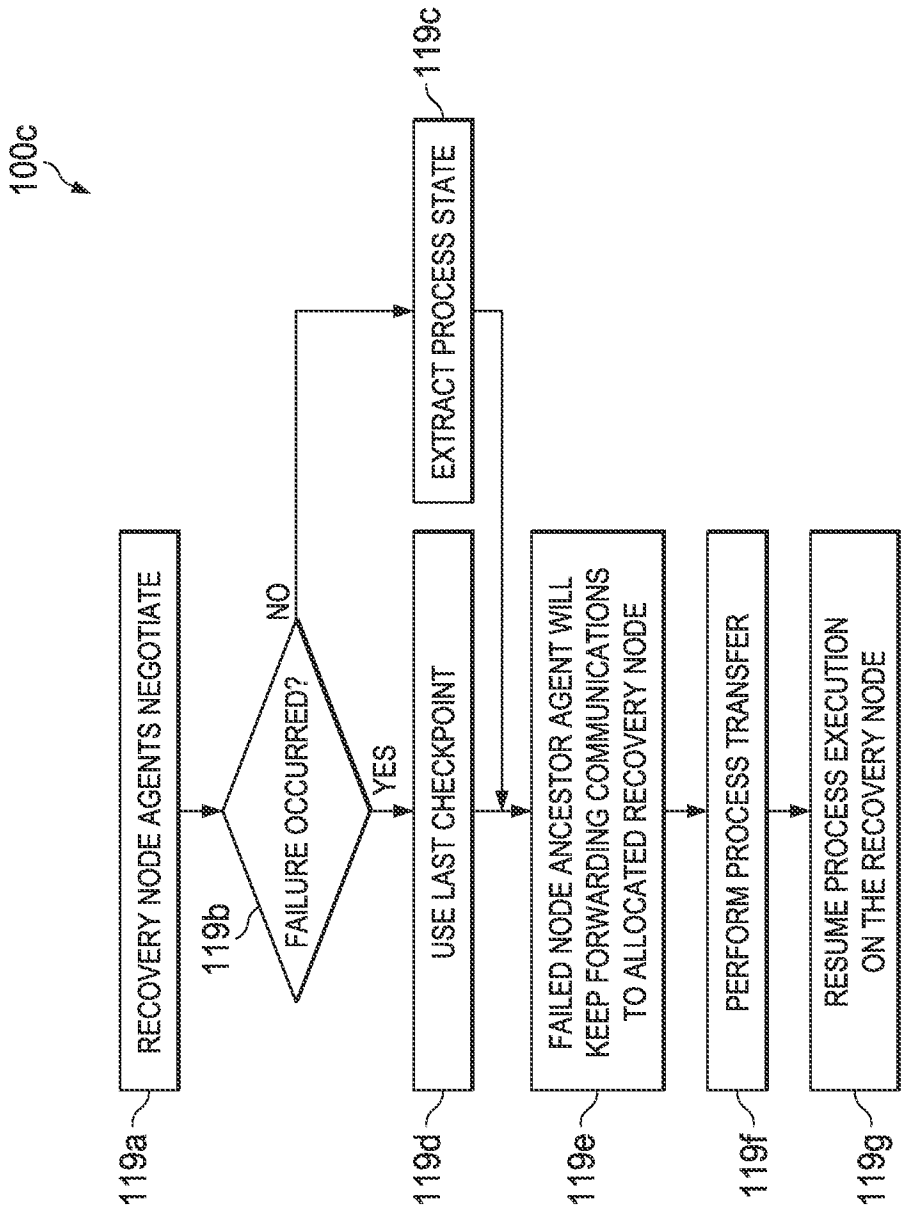 100c
119a
RECOVERY NODE AGENTS NEGOTIATE
119b
FAILURE OCCURRED?
NO
YES
119c
EXTRACT PROCESS STATE
119d
USE LAST CHECKPOINT
119e
FAILED NODE ANCESTOR AGENT WILL
KEEP FORWARDING COMMUNICATIONS
TO ALLOCATED RECOVERY NODE
119f
PERFORM PROCESS TRANSFER
119g
RESUME PROCESS EXECUTION
ON THE RECOVERY NODE